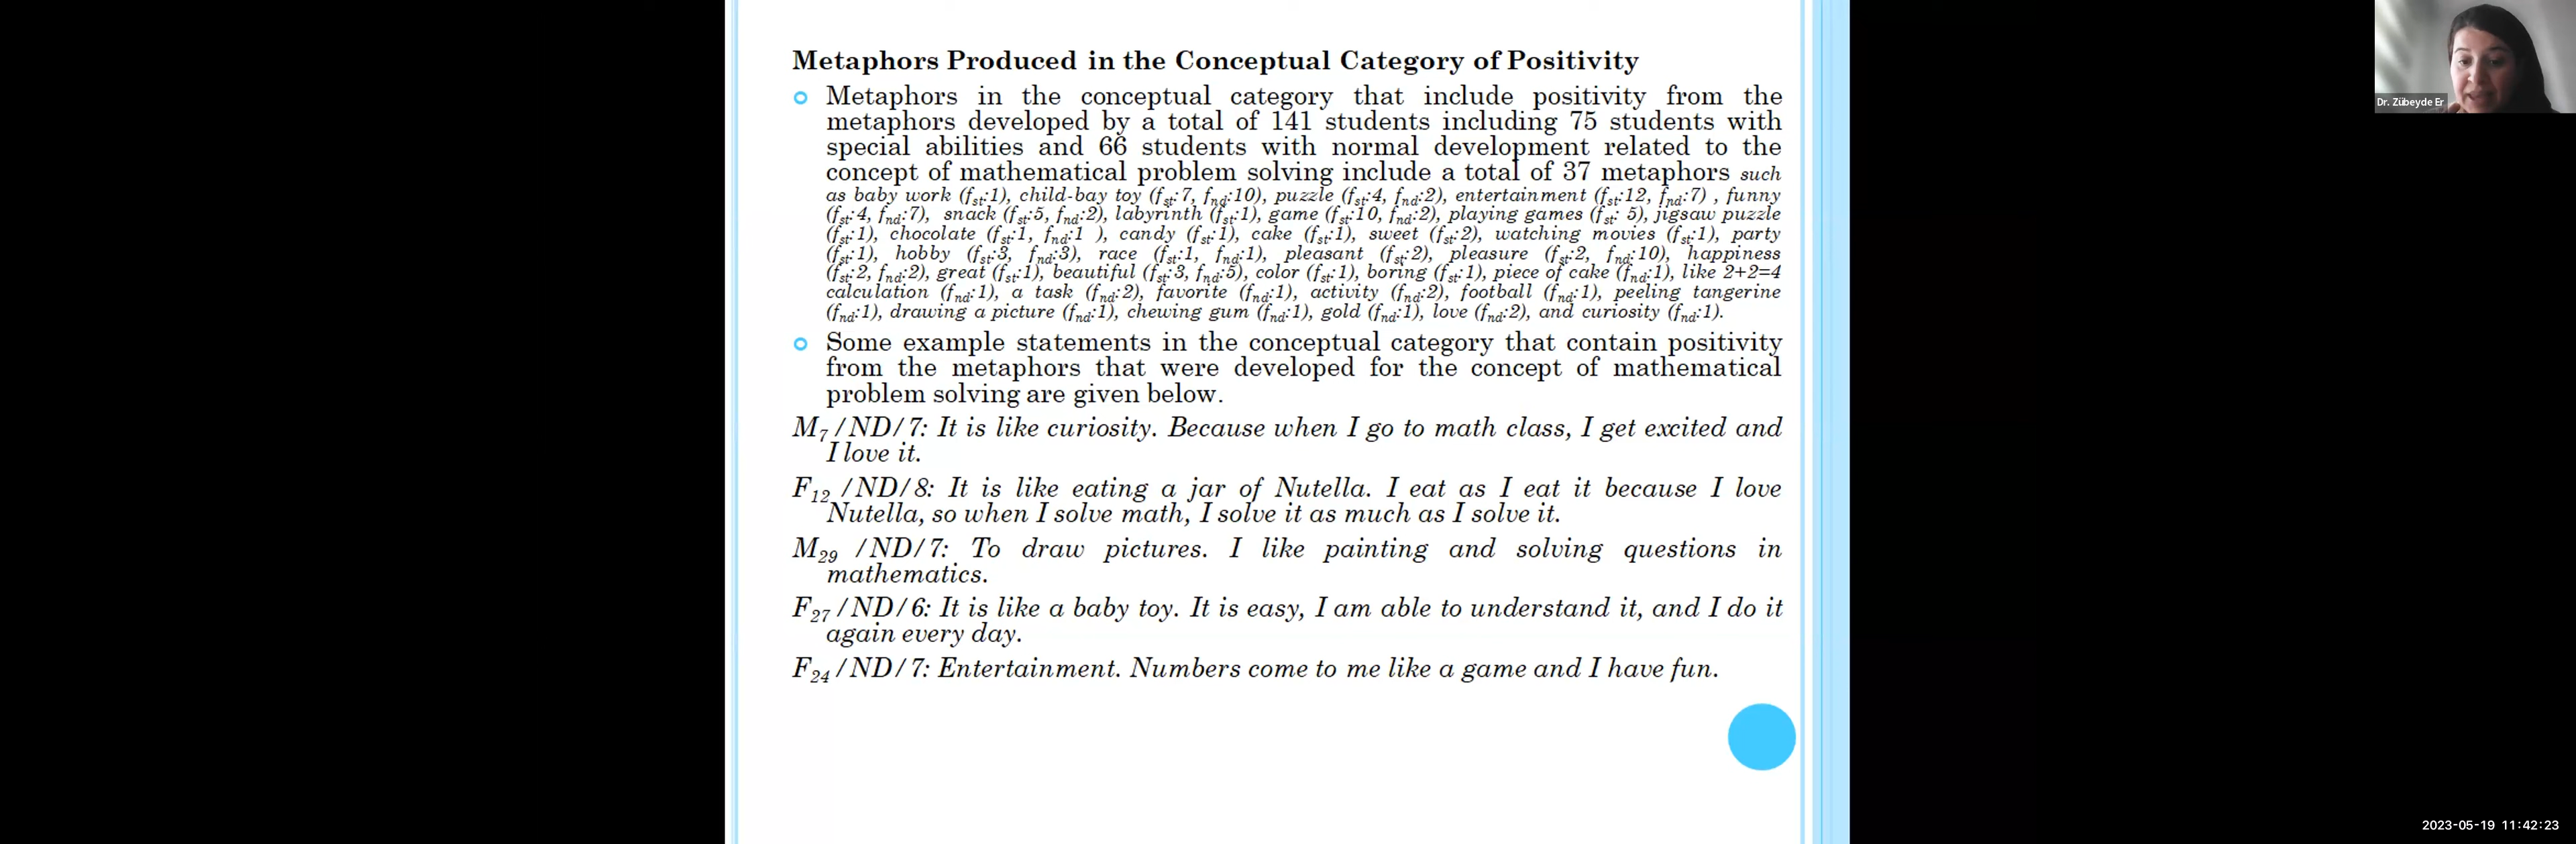 Metaphors Produced in the Conceptual Category of Positivity
Metaphors in the conceptual category that include positivity from the
metaphors developed by a total of 141 students including 75 students with
special abilities and 66 students with normal development related to the
concept of mathematical problem solving include a total of 37 metaphors such
as baby work (fst:1), child-bay toy (fst:7, fnd:10), puzzle (fst:4, fnd:2), entertainment (fst:12, fnd:7) , funny
(fst:4, fnd:7), snack (fst:5, fnd:2), labyrinth (fst:1), game (fst:10, fnd:2), playing games (fst: 5), jigsaw puzzle
(fst:1), chocolate (fst:1, fnd:1 ), candy (fst:1), cake (fst:1), sweet (fst:2), watching movies (fst:1), party
(fst:1), hobby (fst:3, fnd:3), race (fst:1, fnd:1), pleasant (fst:2), pleasure (fst:2, fnd:10), happiness
(fst:2, fnd:2), great (fst:1), beautiful (fst:3, fnd:5), color (fst:1), boring (fst:1), piece of cake (fnd:1), like 2+2=4
calculation (fnd:1), a task (fnd:2), favorite (fnd:1), activity (fnd:2), football (fnd:1), peeling tangerine
(fnd:1), drawing a picture (fnd:1), chewing gum (fnd:1), gold (fnd:1), love (fnd:2), and curiosity (fnd:1).
Some example statements in the conceptual category that contain positivity
from the metaphors that were developed for the concept of mathematical
problem solving are given below.
M7 /ND/7: It is like curiosity. Because when I go to math class, I get excited and
I love it.
F12 /ND/8: It is like eating a jar of Nutella. I eat as I eat it because I love
Nutella, so when I solve math, I solve it as much as I solve it.
M29 /ND/7: To draw pictures. I like painting and solving questions in
mathematics.
F27 /ND/6: It is like a baby toy. It is easy, I am able to understand it, and I do it
again every day.
F24 /ND/7: Entertainment. Numbers come to me like a game and I have fun.
Dr. Zübeyde Er
2023-05-19 11:42:23